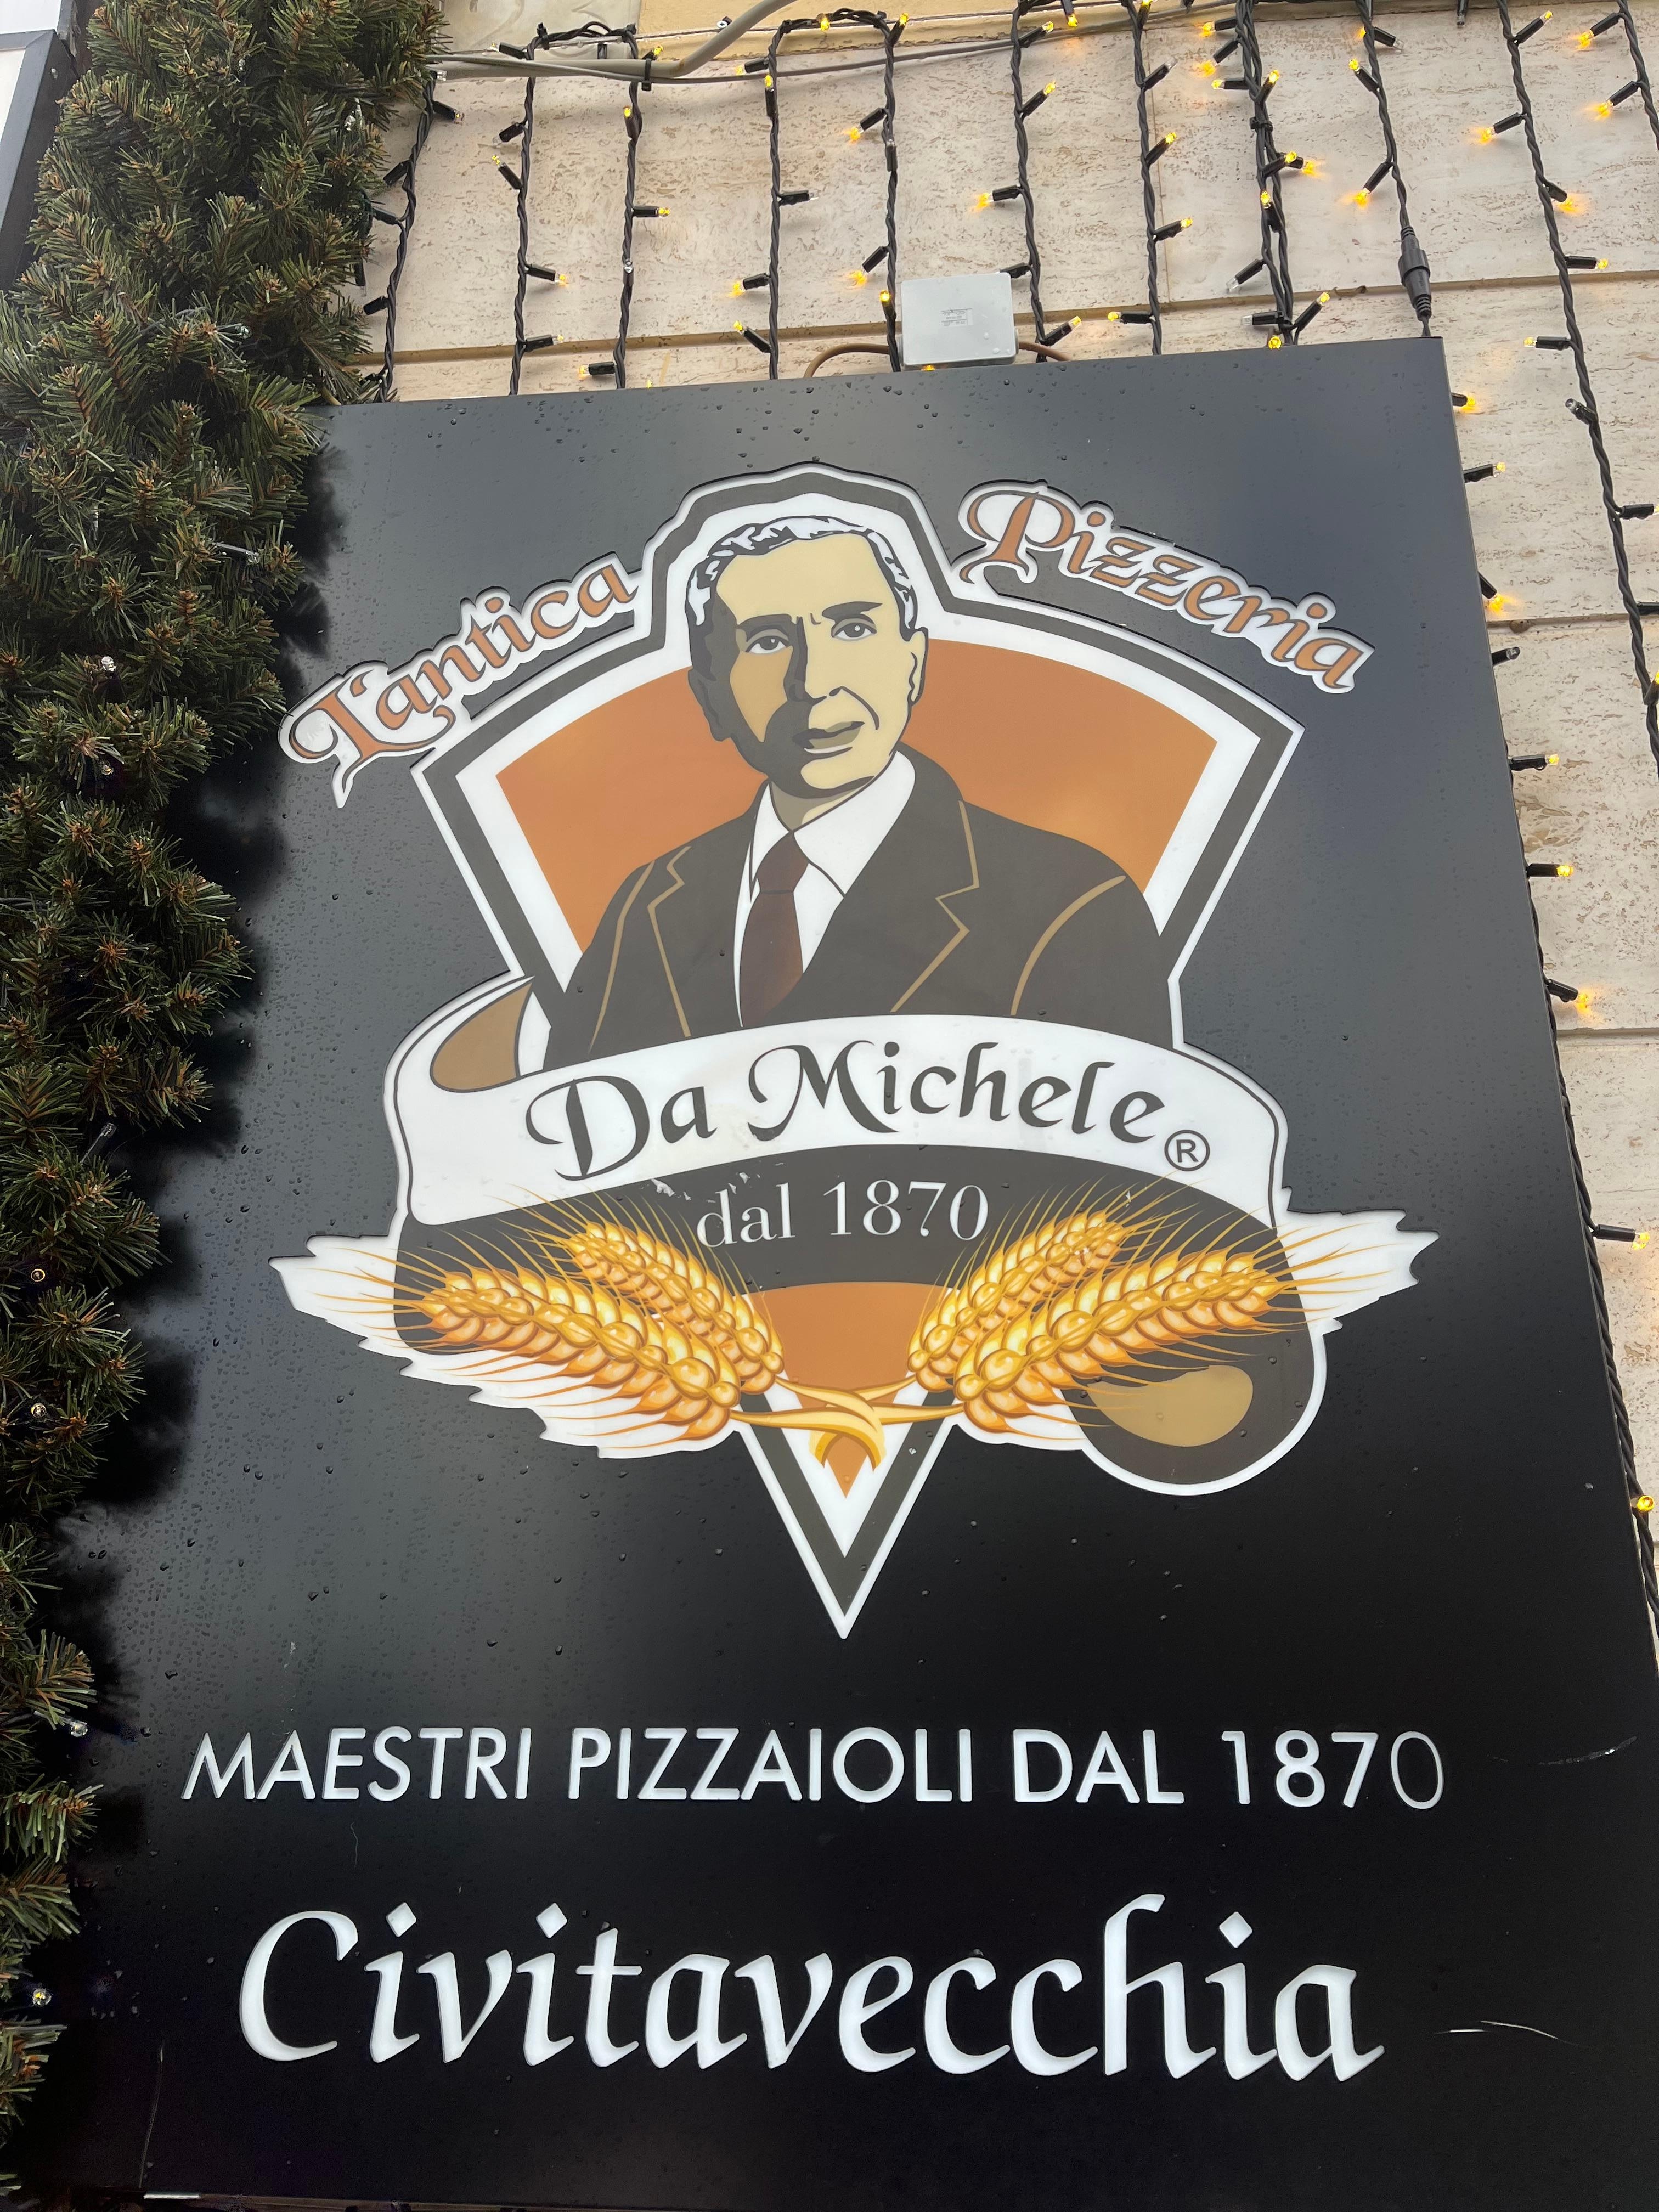 L'antica Pizzeria
Da Michele ®
dal 1870
MAESTRI PIZZAIOLI DAL 1870
Civitavecchia